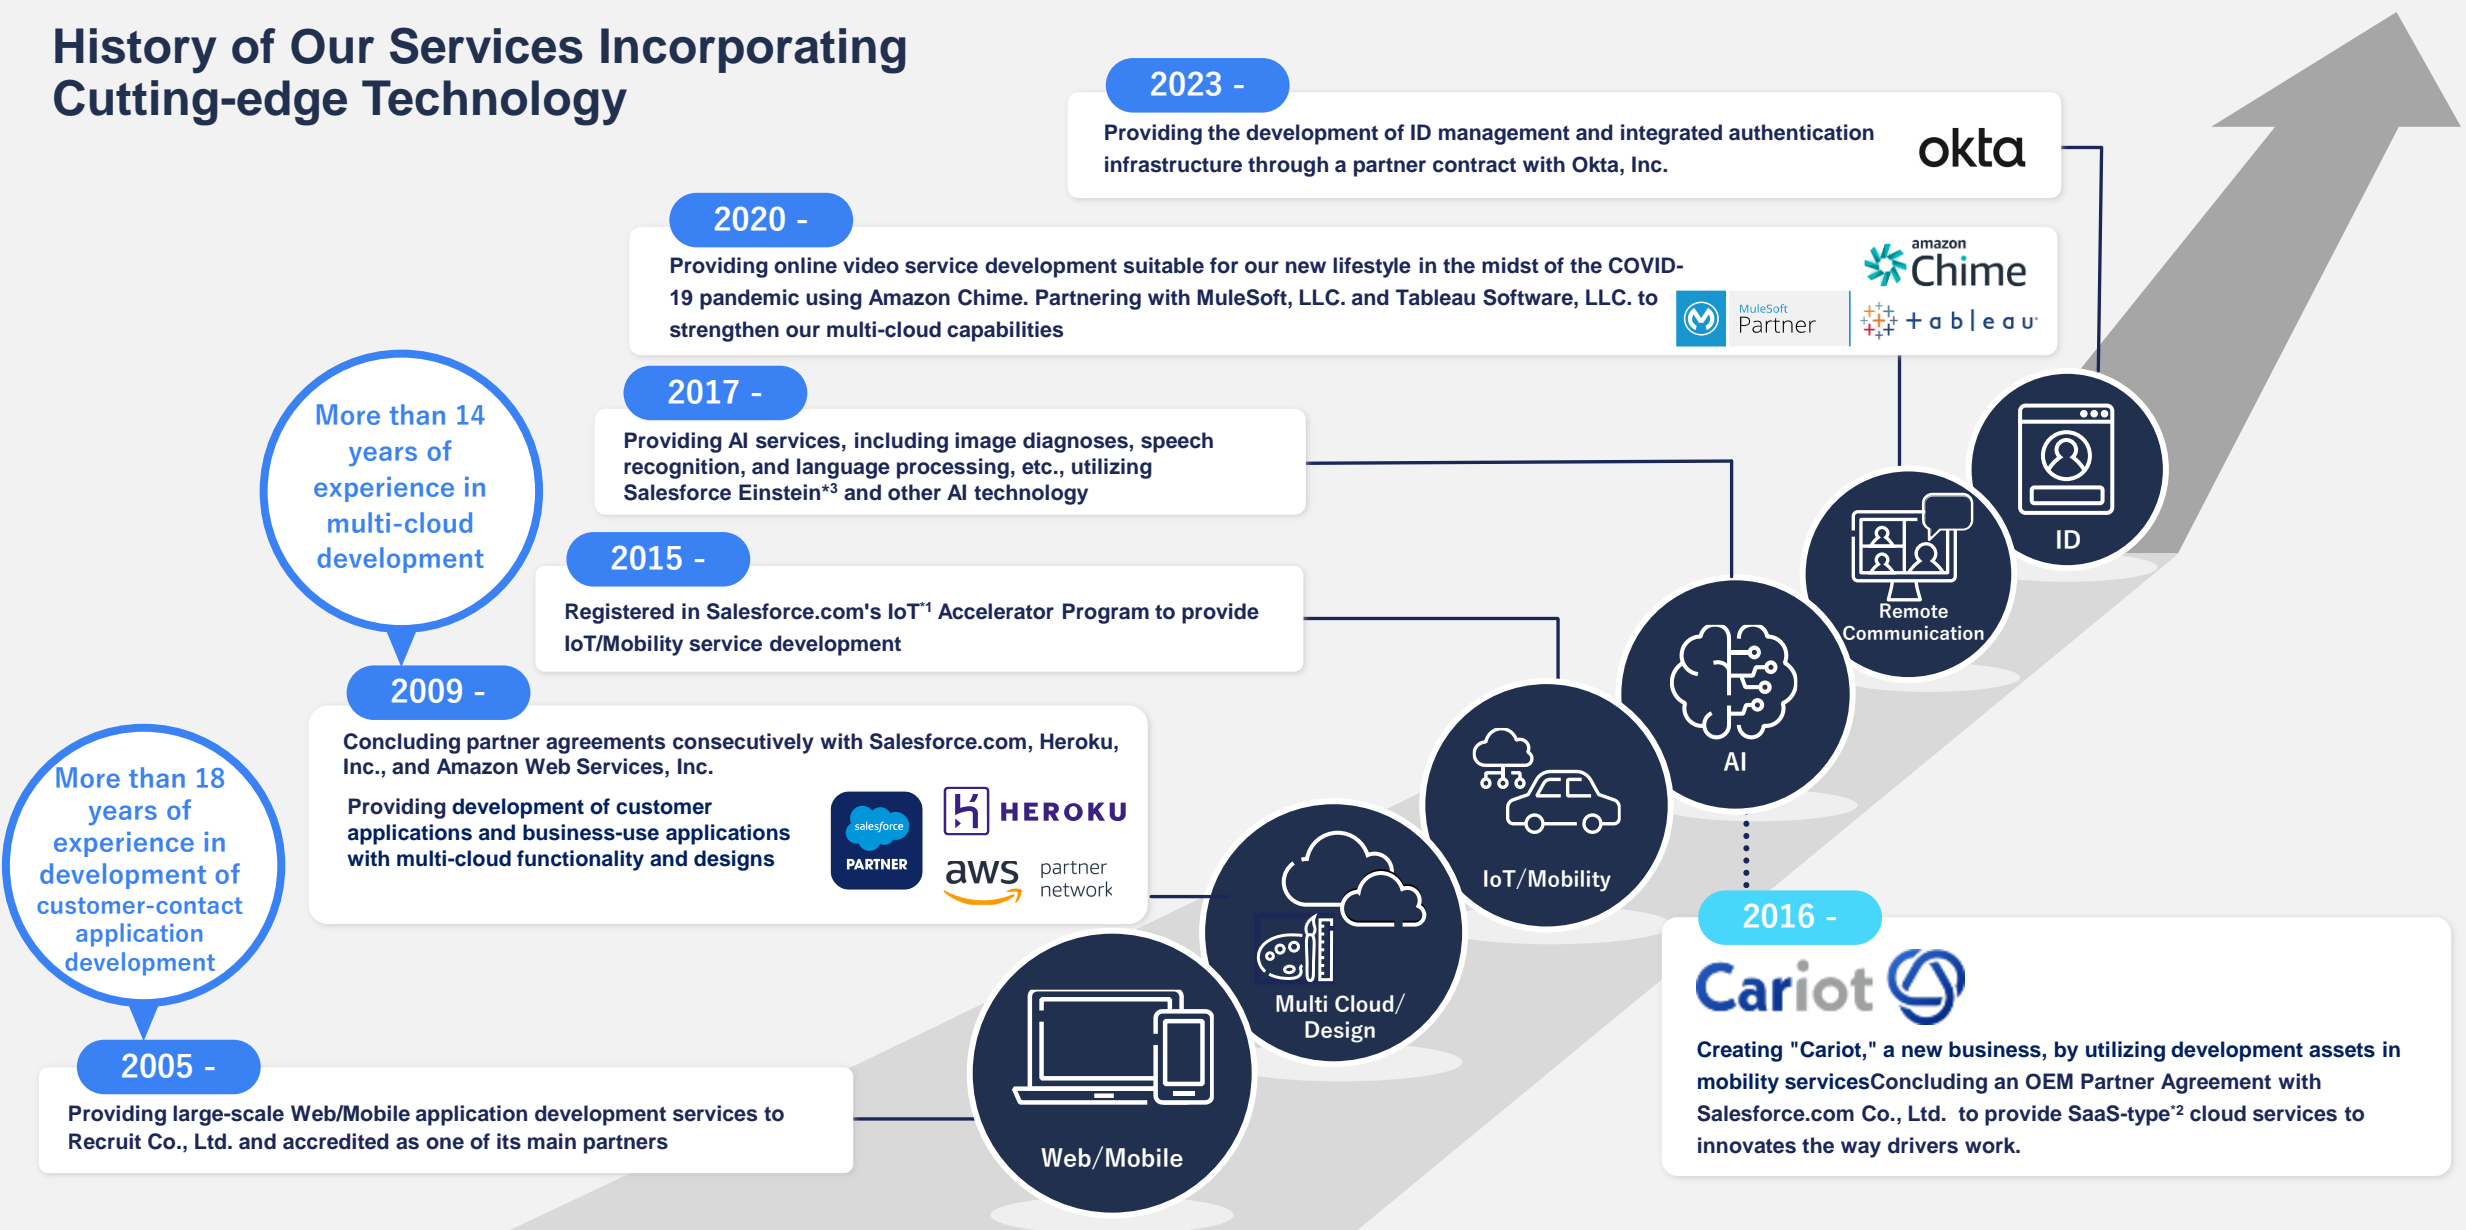 History of Our Services Incorporating
Cutting-edge Technology
2023 -
Providing the development of ID management and integrated authentication
infrastructure through a partner contract with Okta, Inc.
okta
2020 -
Providing online video service development suitable for our new lifestyle in the midst of the COVID-
19 pandemic using Amazon Chime. Partnering with MuleSoft, LLC. and Tableau Software, LLC. to
strengthen our multi-cloud capabilities
amazon
Chime
MuleSoft
Partner
+ableau
2017 -
Providing AI services, including image diagnoses, speech
recognition, and language processing, etc., utilizing
Salesforce Einstein*3 and other AI technology
More than 14
years of
experience in
multi-cloud
development
2015 -
Registered in Salesforce.com's IoT*1 Accelerator Program to provide
IoT/Mobility service development
2009 -
Concluding partner agreements consecutively with Salesforce.com, Heroku,
Inc., and Amazon Web Services, Inc.
Providing development of customer
applications and business-use applications
with multi-cloud functionality and designs
salesforce
PARTNER
HEROKU
aws
partner
network
More than 18
years of
experience in
development of
customer-contact
application
development
2005 -
Providing large-scale Web/Mobile application development services to
Recruit Co., Ltd. and accredited as one of its main partners
ID
Remote
Communication
AI
IoT/Mobility
Multi Cloud/
Design
Web/Mobile
2016 -
Cariot
Creating "Cariot," a new business, by utilizing development assets in
mobility servicesConcluding an OEM Partner Agreement with
Salesforce.com Co., Ltd.  to provide SaaS-type*2 cloud services to
innovates the way drivers work.